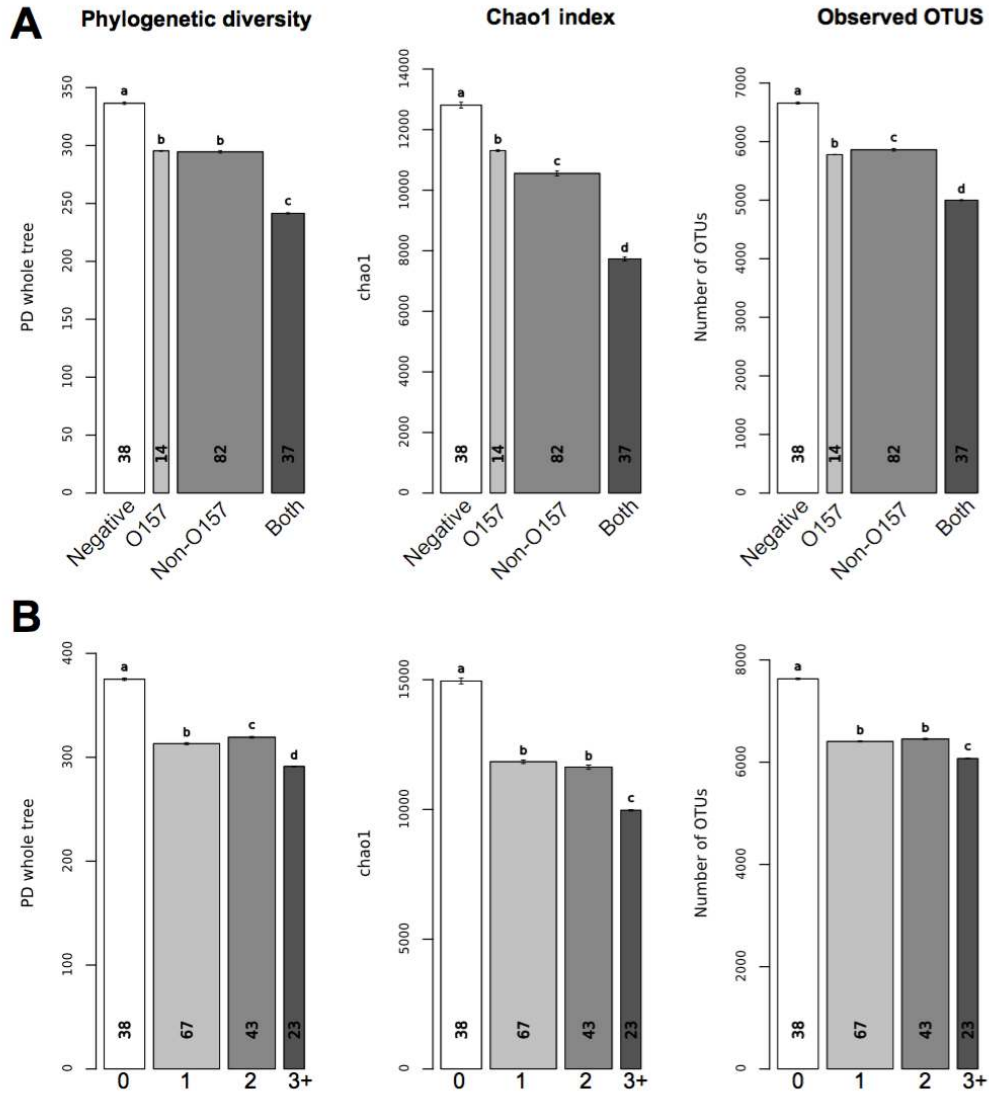 A
Phylogenetic diversity
Chao1 index
Observed OTUS
PD whole tree
0
50
100
150
200
250
300
350
a
b
b
c
38
14
82
37
Negative
O157
Non-O157
Both
chao1
0
2000
4000
6000
8000
10000
12000
14000
a
b
c
d
38
14
82
37
Negative
O157
Non-O157
Both
Number of OTUs
0
1000
2000
3000
4000
5000
6000
7000
a
b
c
d
38
14
82
37
Negative
O157
Non-O157
Both
B
PD whole tree
0
100
200
300
400
a
b
c
d
38
67
43
23
0
1
2
3+
chao1
0
5000
10000
15000
a
b
b
c
38
67
43
23
0
1
2
3+
Number of OTUs
0
2000
4000
6000
8000
a
b
b
c
38
67
43
23
0
1
2
3+